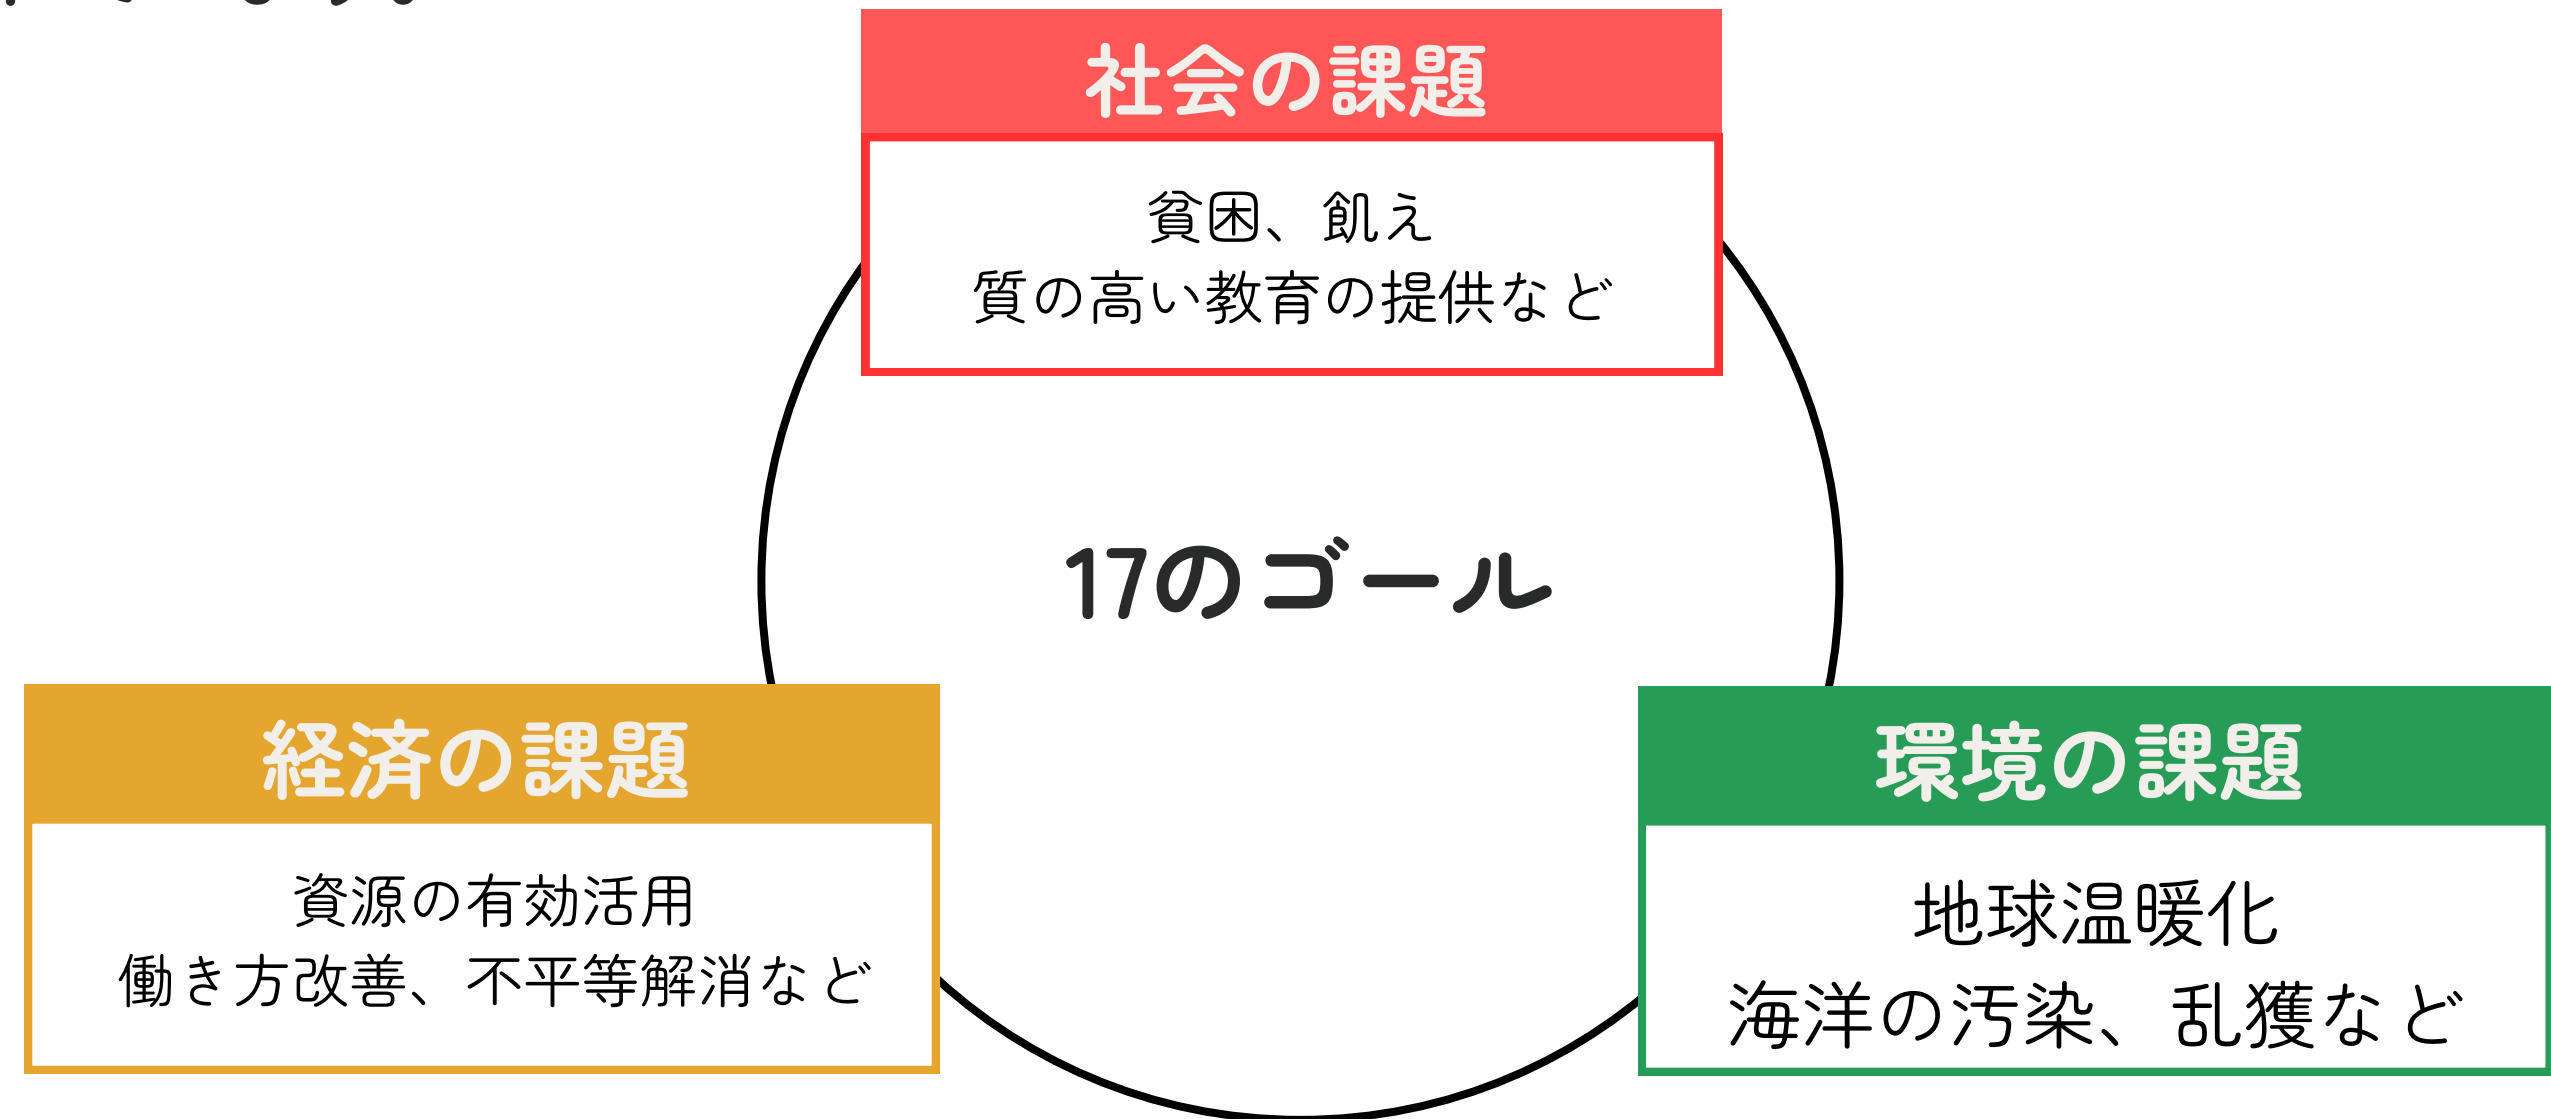 社会の課題
貧困、飢え
質の高い教育の提供など
17のゴール
経済の課題
資源の有効活用
働き方改善、不平等解消など
環境の課題
地球温暖化
海洋の汚染、乱獲など